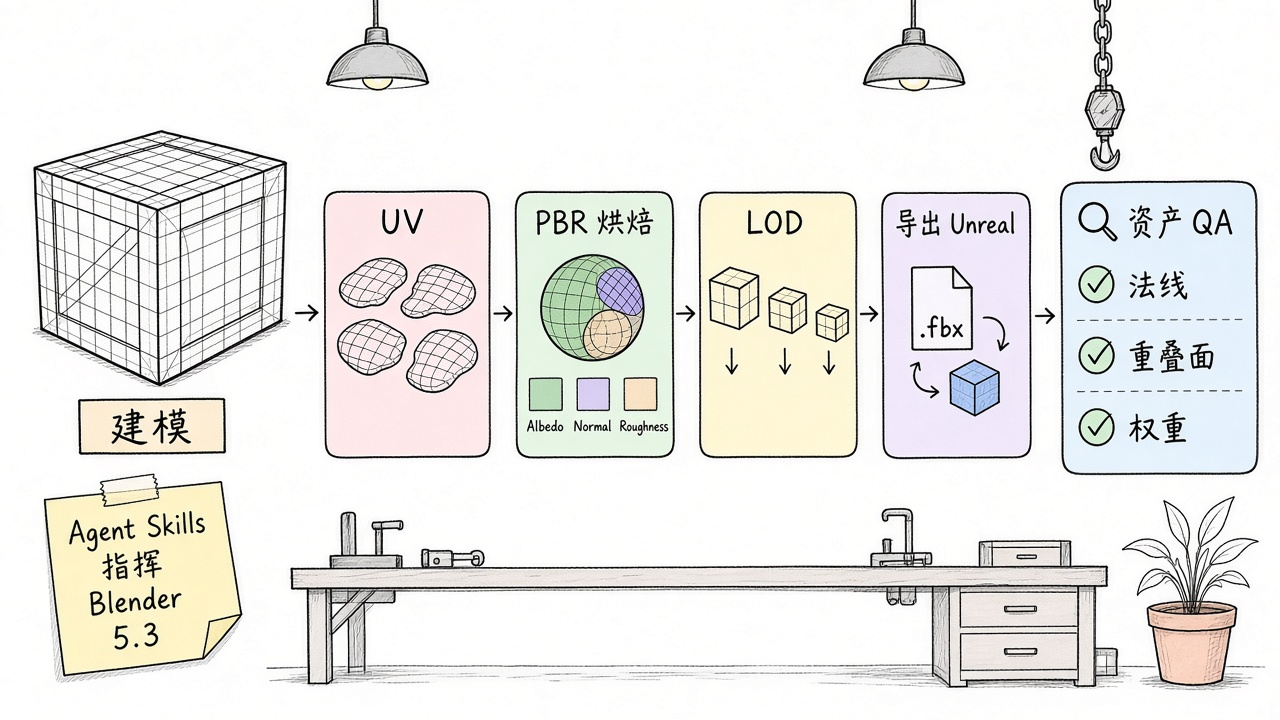 建模
Agent Skills
指挥
Blender
5.3
UV
PBR 烘焙
Albedo Normal Roughness
LOD
导出 Unreal
.fbx
资产 QA
法线
重叠面
权重